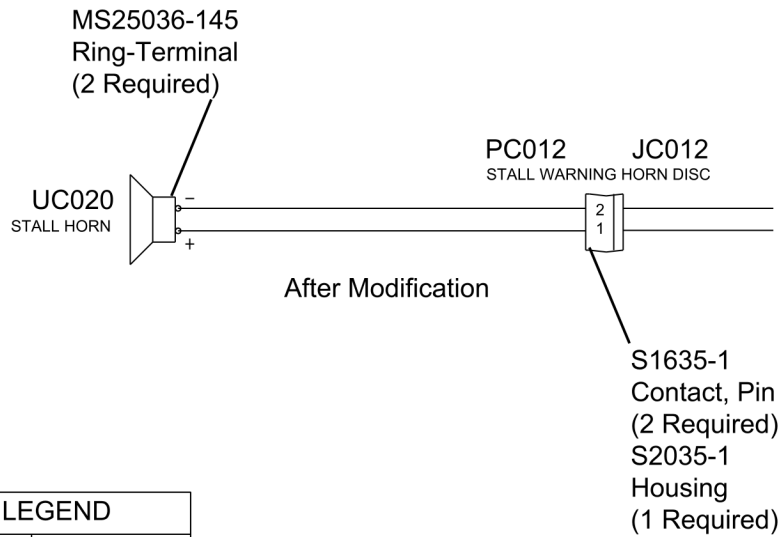 MS25036-145
Ring-Terminal
(2 Required)
PC012 JC012
STALL WARNING HORN DISC
UC020
STALL HORN
−
+
2
1
After Modification
S1635-1
Contact, Pin
(2 Required)
S2035-1
Housing
(1 Required)
LEGEND